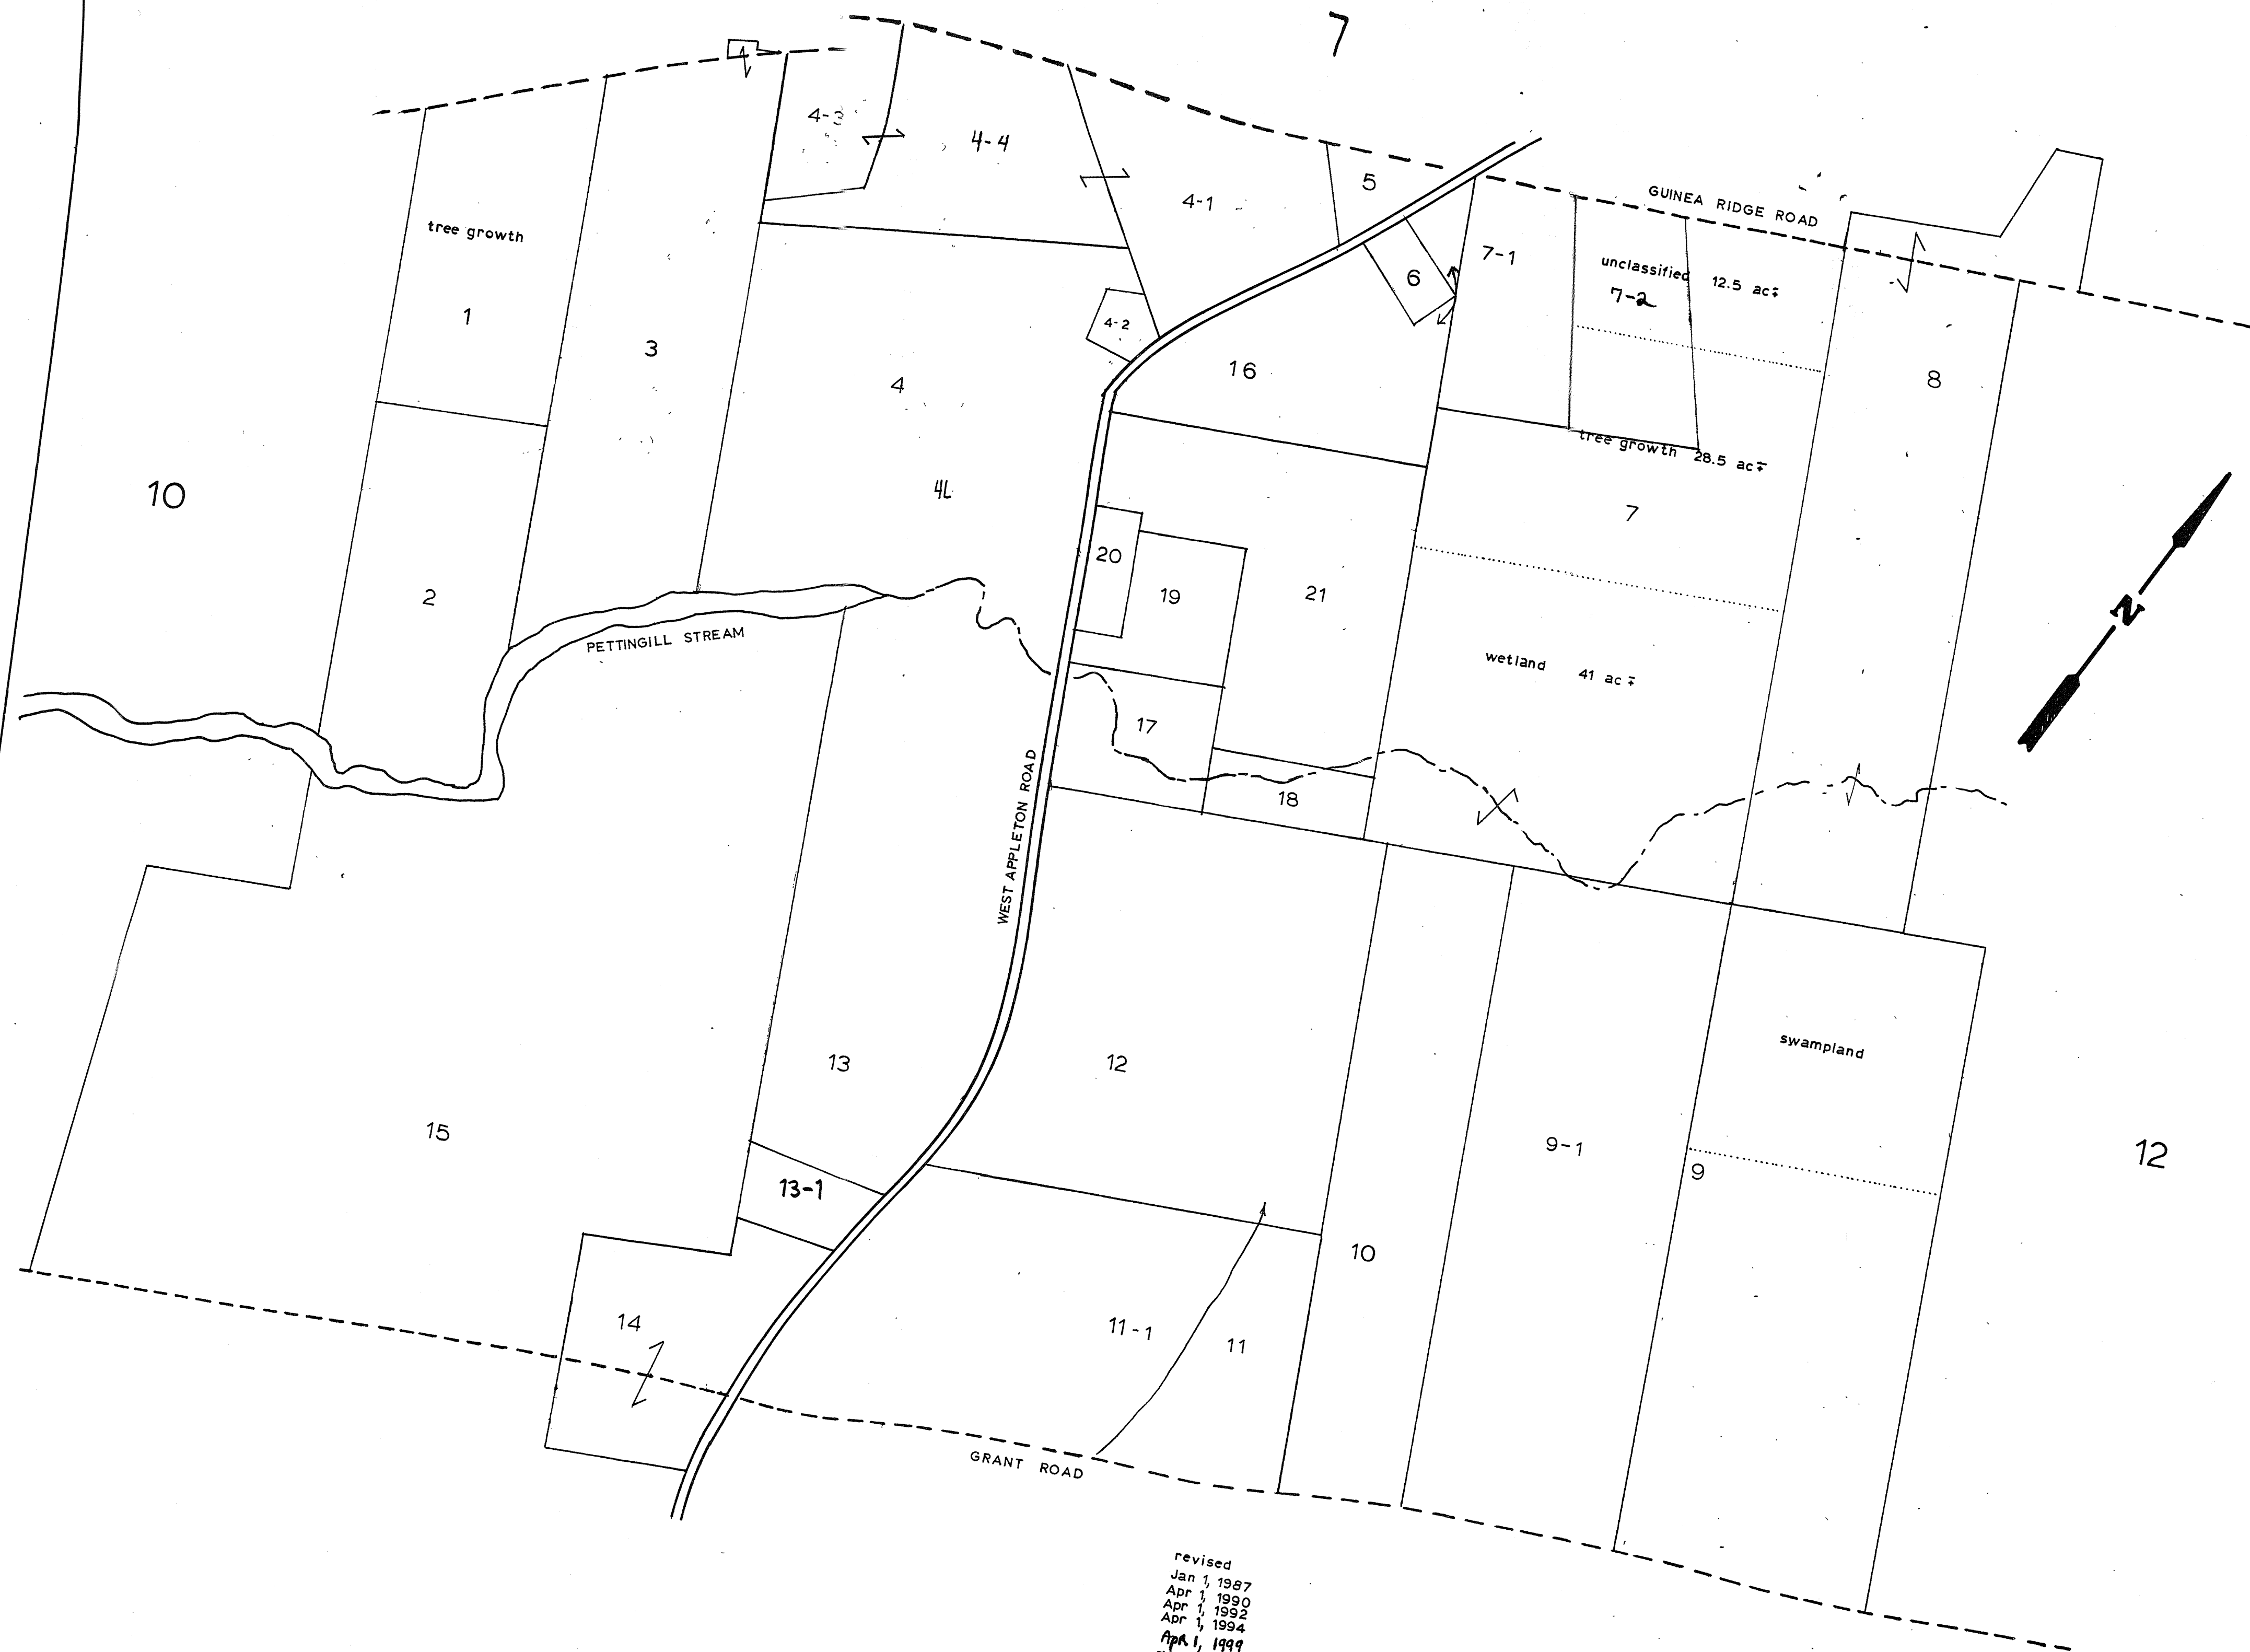 7
4-3
4-4
4-1
5
GUINEA RIDGE ROAD
tree growth
1
3
4-2
6
7-1
unclassified 12.5 ac∓
7-2
8
4
16
tree growth 28.5 ac∓
10
4L
7
20
19
21
2
PETTINGILL STREAM
N
wetland 41 ac∓
17
18
WEST APPLETON ROAD
swampland
13
12
15
9-1
9
12
13-1
10
14
11-1
11
GRANT ROAD
revised
Jan 1, 1987
Apr 1, 1990
Apr 1, 1992
Apr 1, 1994
Apr 1, 1999